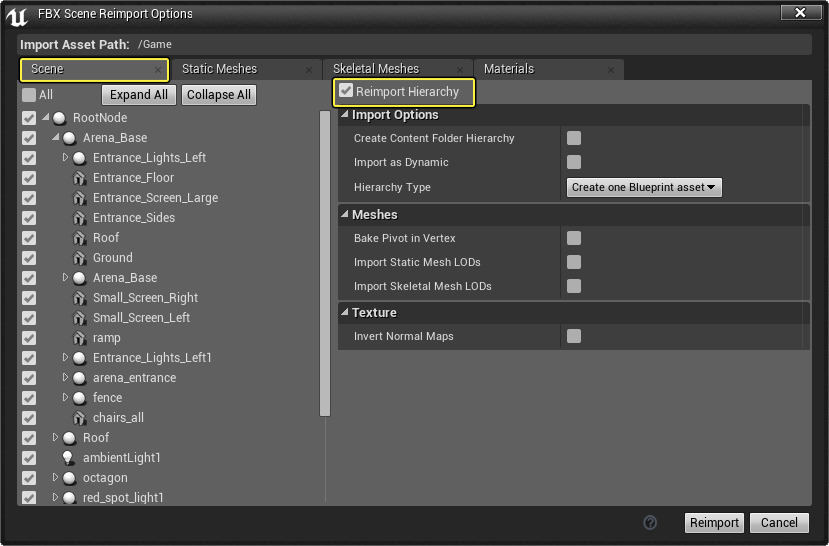 FBX Scene Reimport Options
Import Asset Path: /Game
Scene
Static Meshes
Skeletal Meshes
Materials
All
Expand All
Collapse All
RootNode
Arena_Base
Entrance_Lights_Left
Entrance_Floor
Entrance_Screen_Large
Entrance_Sides
Roof
Ground
Arena_Base
Small_Screen_Right
Small_Screen_Left
ramp
Entrance_Lights_Left1
arena_entrance
fence
chairs_all
Roof
ambientLight1
octagon
red_spot_light1
Reimport Hierarchy
Import Options
Create Content Folder Hierarchy
Import as Dynamic
Hierarchy Type
Create one Blueprint asset
Meshes
Bake Pivot in Vertex
Import Static Mesh LODs
Import Skeletal Mesh LODs
Texture
Invert Normal Maps
?
Reimport
Cancel